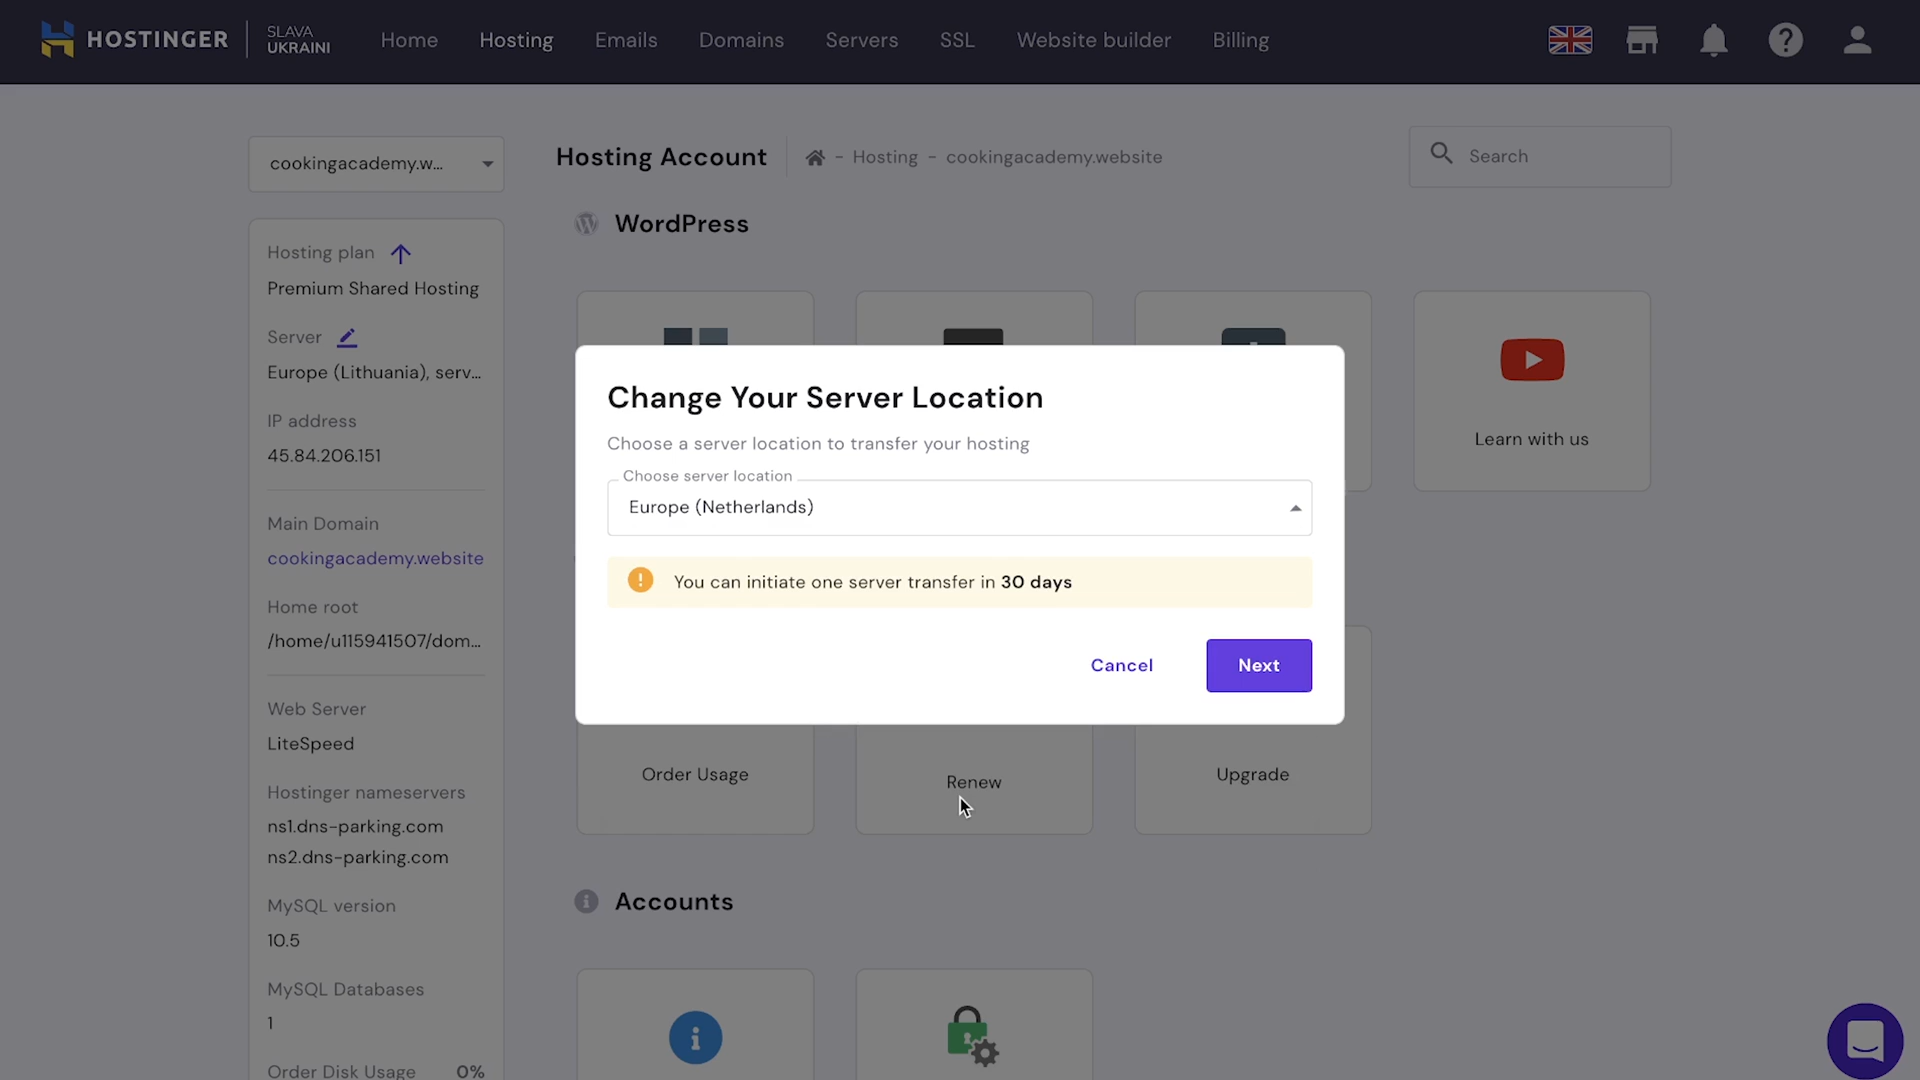 HOSTINGER
SLAVA
UKRAINI
Home
Hosting
Emails
Domains
Servers
SSL
Website builder
Billing
cookingacademy.w...
Hosting Account
- Hosting - cookingacademy.website
Search
Hosting plan
Premium Shared Hosting
Server
Europe (Lithuania), serv...
IP address
45.84.206.151
Main Domain
cookingacademy.website
Home root
/home/u115941507/dom...
Web Server
LiteSpeed
Hostinger nameservers
ns1.dns-parking.com
ns2.dns-parking.com
MySQL version
10.5
MySQL Databases
1
Order Disk Usage 0%
WordPress
Learn with us
Change Your Server Location
Choose a server location to transfer your hosting
Choose server location
Europe (Netherlands)
You can initiate one server transfer in 30 days
Cancel
Next
Order Usage
Renew
Upgrade
Accounts